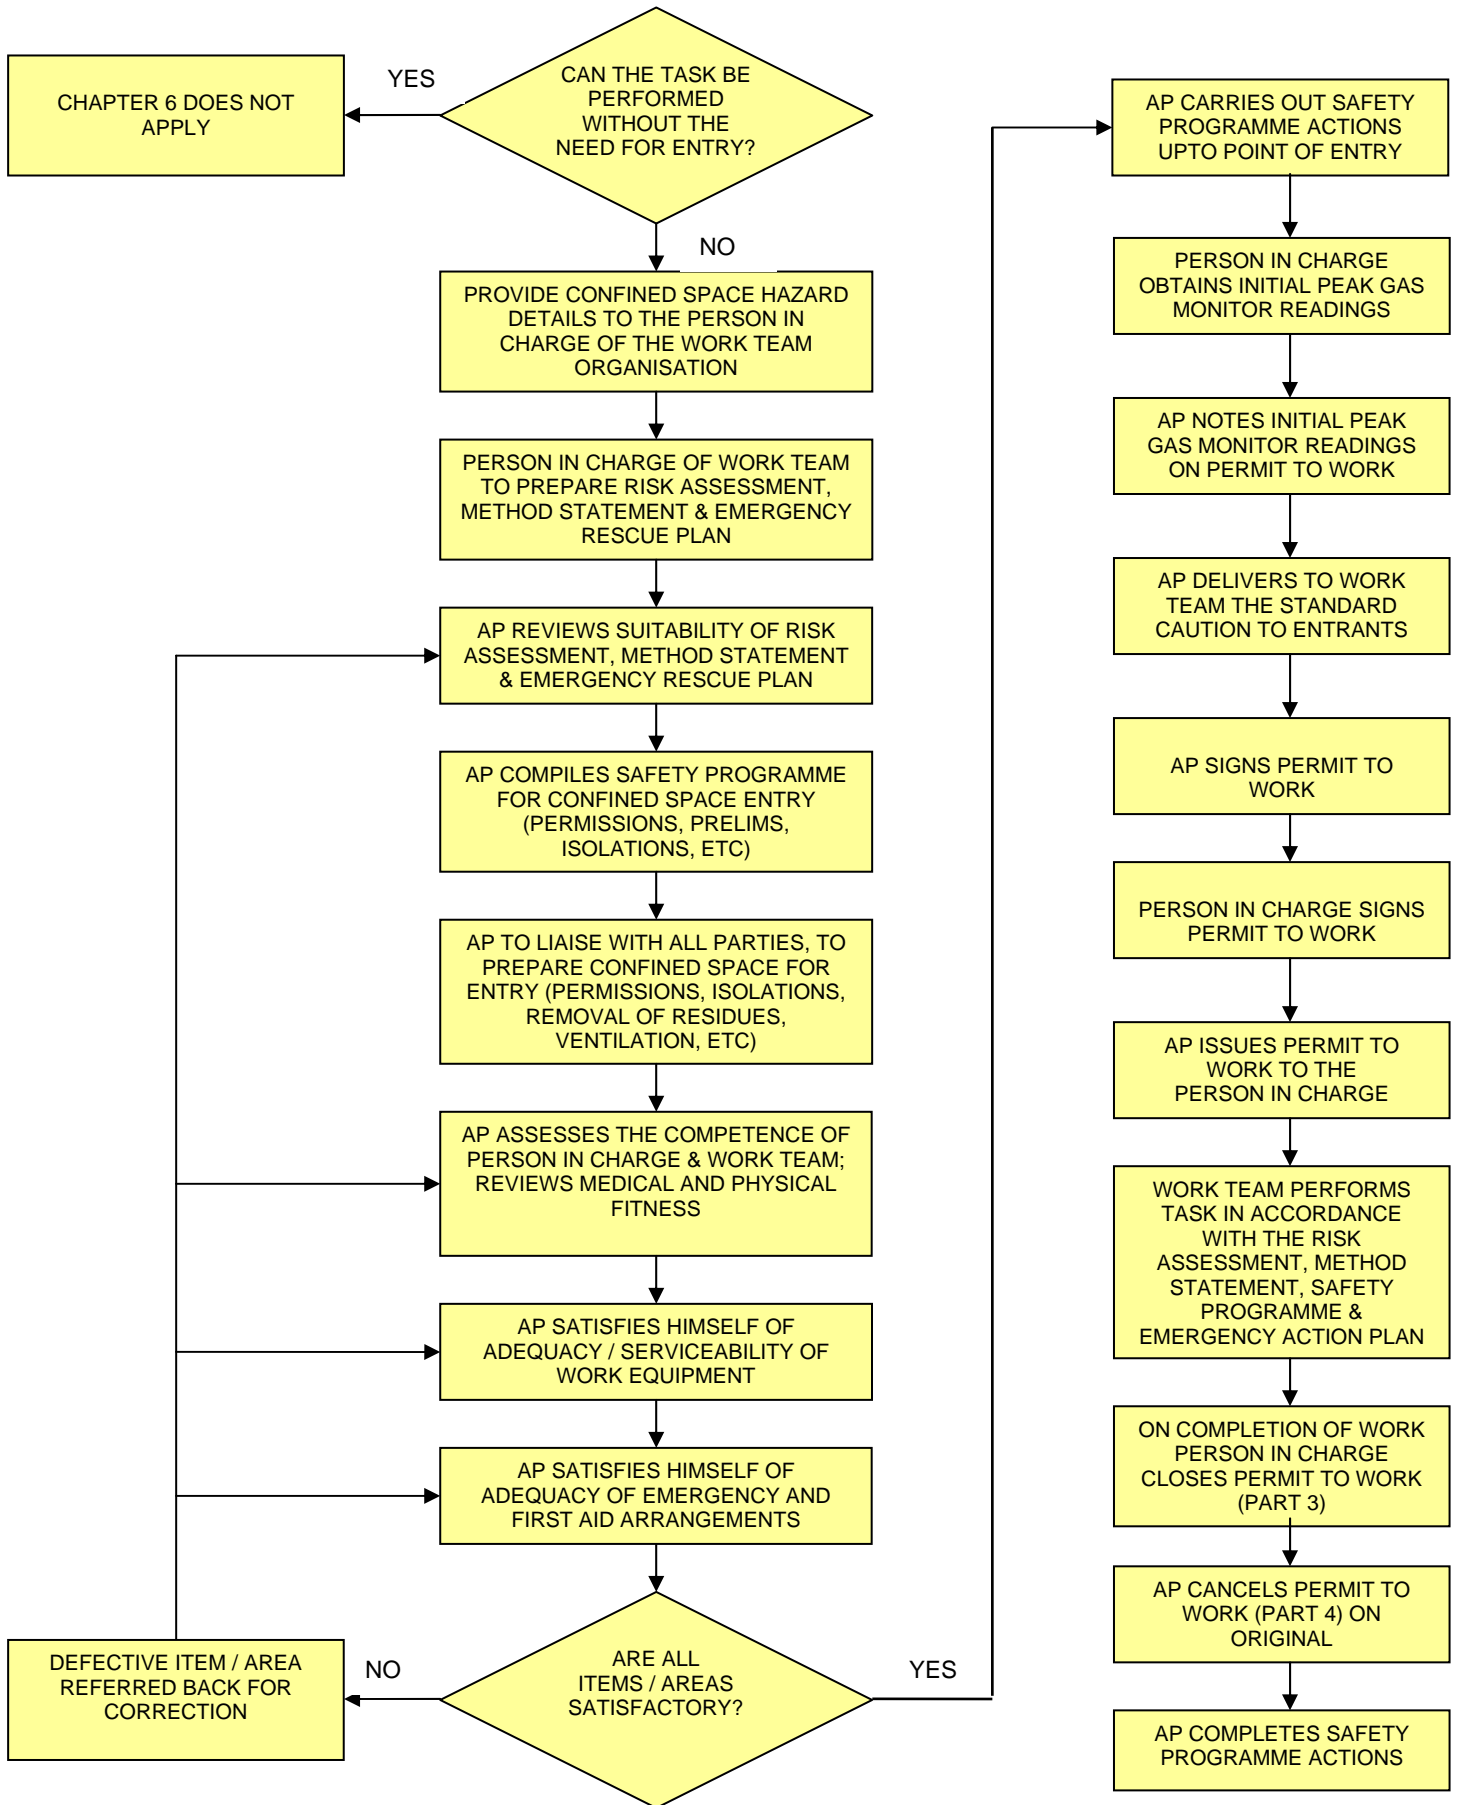 CHAPTER 6 DOES NOT
APPLY
YES
CAN THE TASK BE
PERFORMED
WITHOUT THE
NEED FOR ENTRY?
NO
PROVIDE CONFINED SPACE HAZARD
DETAILS TO THE PERSON IN
CHARGE OF THE WORK TEAM
ORGANISATION
PERSON IN CHARGE OF WORK TEAM
TO PREPARE RISK ASSESSMENT,
METHOD STATEMENT & EMERGENCY
RESCUE PLAN
AP REVIEWS SUITABILITY OF RISK
ASSESSMENT, METHOD STATEMENT
& EMERGENCY RESCUE PLAN
AP COMPILES SAFETY PROGRAMME
FOR CONFINED SPACE ENTRY
(PERMISSIONS, PRELIMS,
ISOLATIONS, ETC)
AP TO LIAISE WITH ALL PARTIES, TO
PREPARE CONFINED SPACE FOR
ENTRY (PERMISSIONS, ISOLATIONS,
REMOVAL OF RESIDUES,
VENTILATION, ETC)
AP ASSESSES THE COMPETENCE OF
PERSON IN CHARGE & WORK TEAM;
REVIEWS MEDICAL AND PHYSICAL
FITNESS
AP SATISFIES HIMSELF OF
ADEQUACY / SERVICEABILITY OF
WORK EQUIPMENT
AP SATISFIES HIMSELF OF
ADEQUACY OF EMERGENCY AND
FIRST AID ARRANGEMENTS
ARE ALL
ITEMS / AREAS
SATISFACTORY?
NO
DEFECTIVE ITEM / AREA
REFERRED BACK FOR
CORRECTION
YES
AP CARRIES OUT SAFETY
PROGRAMME ACTIONS
UPTO POINT OF ENTRY
PERSON IN CHARGE
OBTAINS INITIAL PEAK GAS
MONITOR READINGS
AP NOTES INITIAL PEAK
GAS MONITOR READINGS
ON PERMIT TO WORK
AP DELIVERS TO WORK
TEAM THE STANDARD
CAUTION TO ENTRANTS
AP SIGNS PERMIT TO
WORK
PERSON IN CHARGE SIGNS
PERMIT TO WORK
AP ISSUES PERMIT TO
WORK TO THE
PERSON IN CHARGE
WORK TEAM PERFORMS
TASK IN ACCORDANCE
WITH THE RISK
ASSESSMENT, METHOD
STATEMENT, SAFETY
PROGRAMME &
EMERGENCY ACTION PLAN
ON COMPLETION OF WORK
PERSON IN CHARGE
CLOSES PERMIT TO WORK
(PART 3)
AP CANCELS PERMIT TO
WORK (PART 4) ON
ORIGINAL
AP COMPLETES SAFETY
PROGRAMME ACTIONS